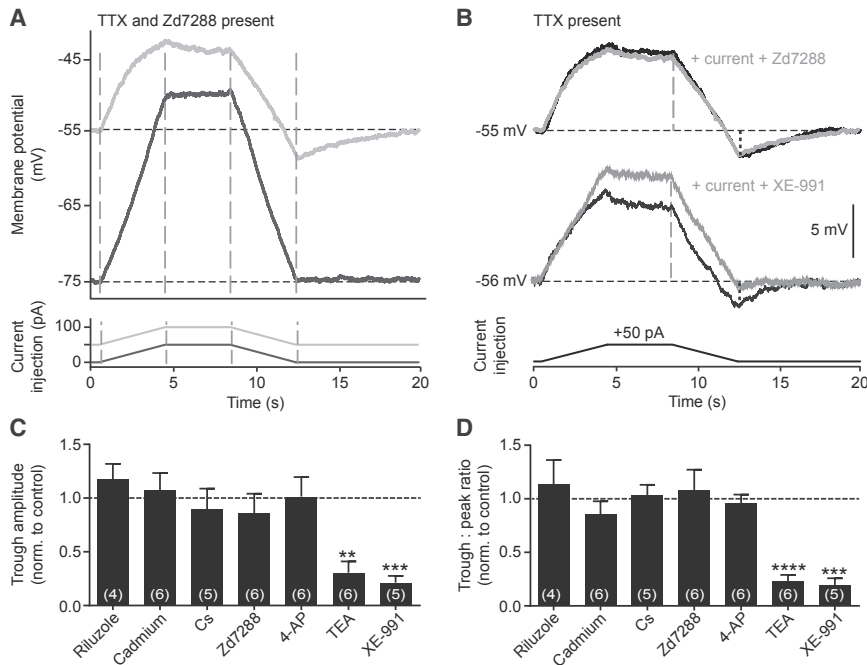 A
TTX and Zd7288 present
-45
-55
-65
-75
Membrane potential
(mV)
100
0
Current
injection (pA)
0 5 10 15 20
Time (s)
B
TTX present
+ current + Zd7288
-55 mV
+ current + XE-991
5 mV
-56 mV
+50 pA
Current
injection
0 5 10 15 20
Time (s)
C
1.5
1.0
0.5
0.0
Trough amplitude
(norm. to control)
** ***
(4) (6) (5) (6) (6) (6) (5)
Riluzole Cadmium Cs Zd7288 4-AP TEA XE-991
D
1.5
1.0
0.5
0.0
Trough : peak ratio
(norm. to control)
**** ***
(4) (6) (5) (6) (6) (6) (5)
Riluzole Cadmium Cs Zd7288 4-AP TEA XE-991